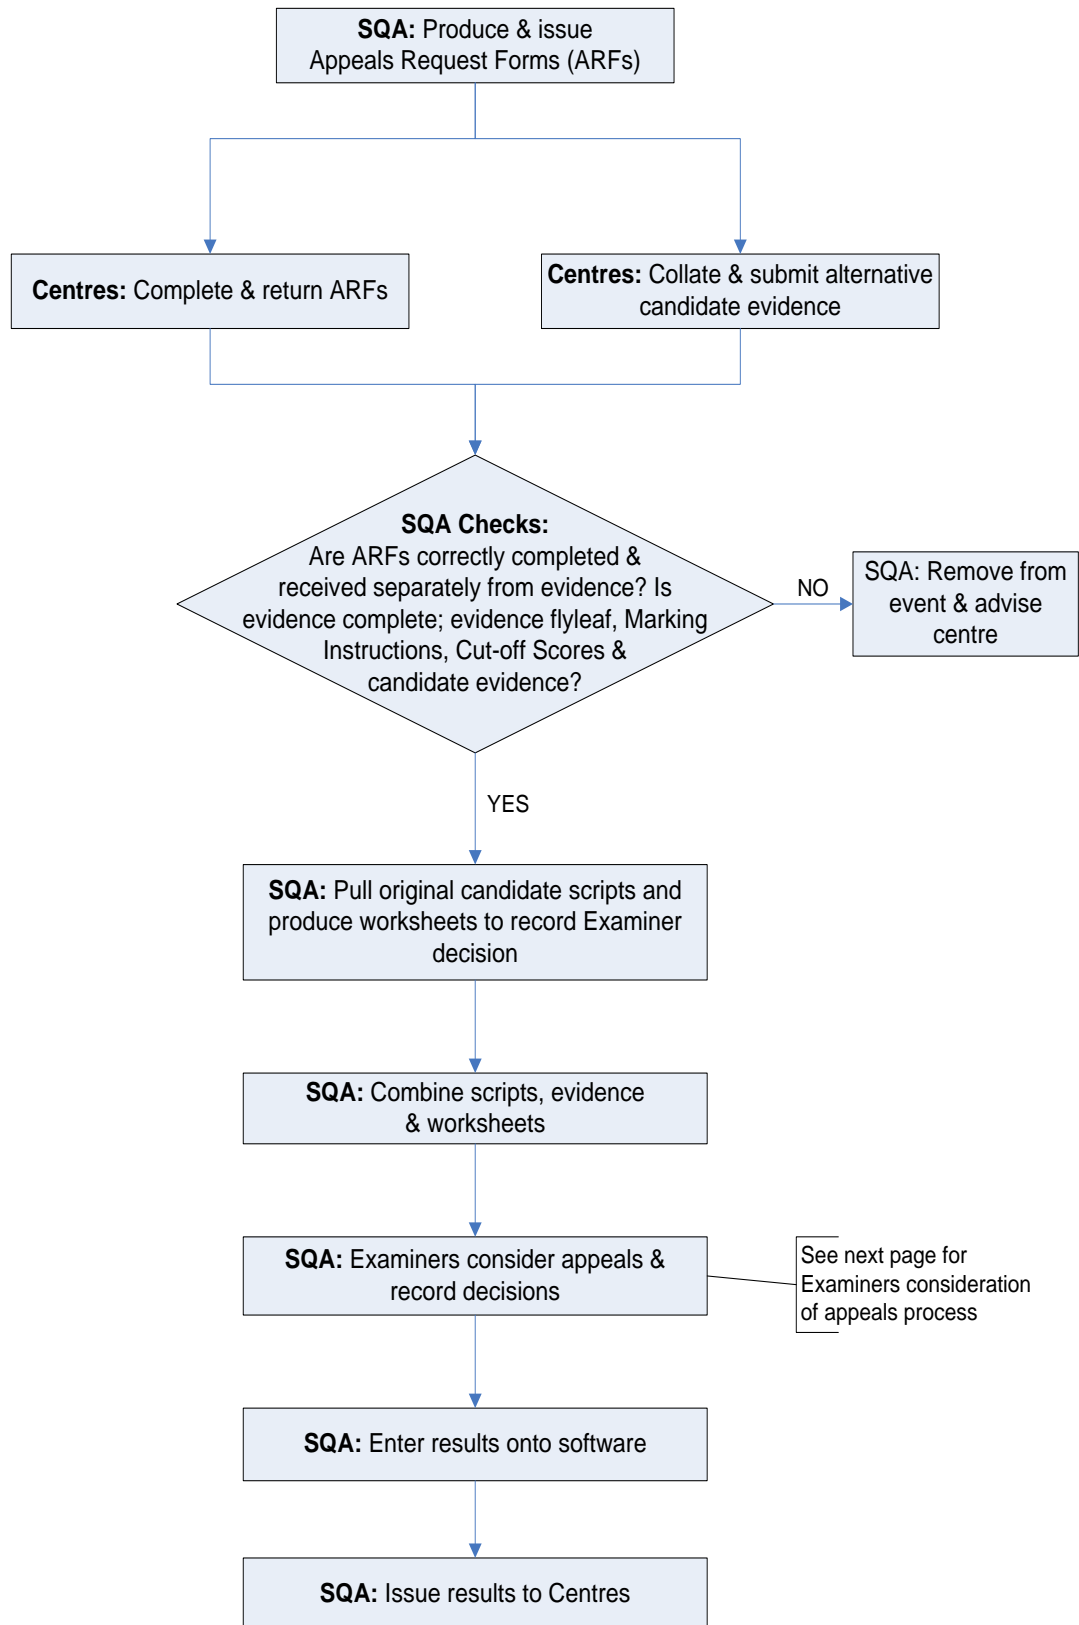 SQA: Produce & issue
Appeals Request Forms (ARFs)
Centres: Complete & return ARFs
Centres: Collate & submit alternative
candidate evidence
SQA Checks:
Are ARFs correctly completed &
received separately from evidence? Is
evidence complete; evidence flyleaf, Marking
Instructions, Cut-off Scores &
candidate evidence?
NO
SQA: Remove from
event & advise
centre
YES
SQA: Pull original candidate scripts and
produce worksheets to record Examiner
decision
SQA: Combine scripts, evidence
& worksheets
SQA: Examiners consider appeals &
record decisions
See next page for
Examiners consideration
of appeals process
SQA: Enter results onto software
SQA: Issue results to Centres